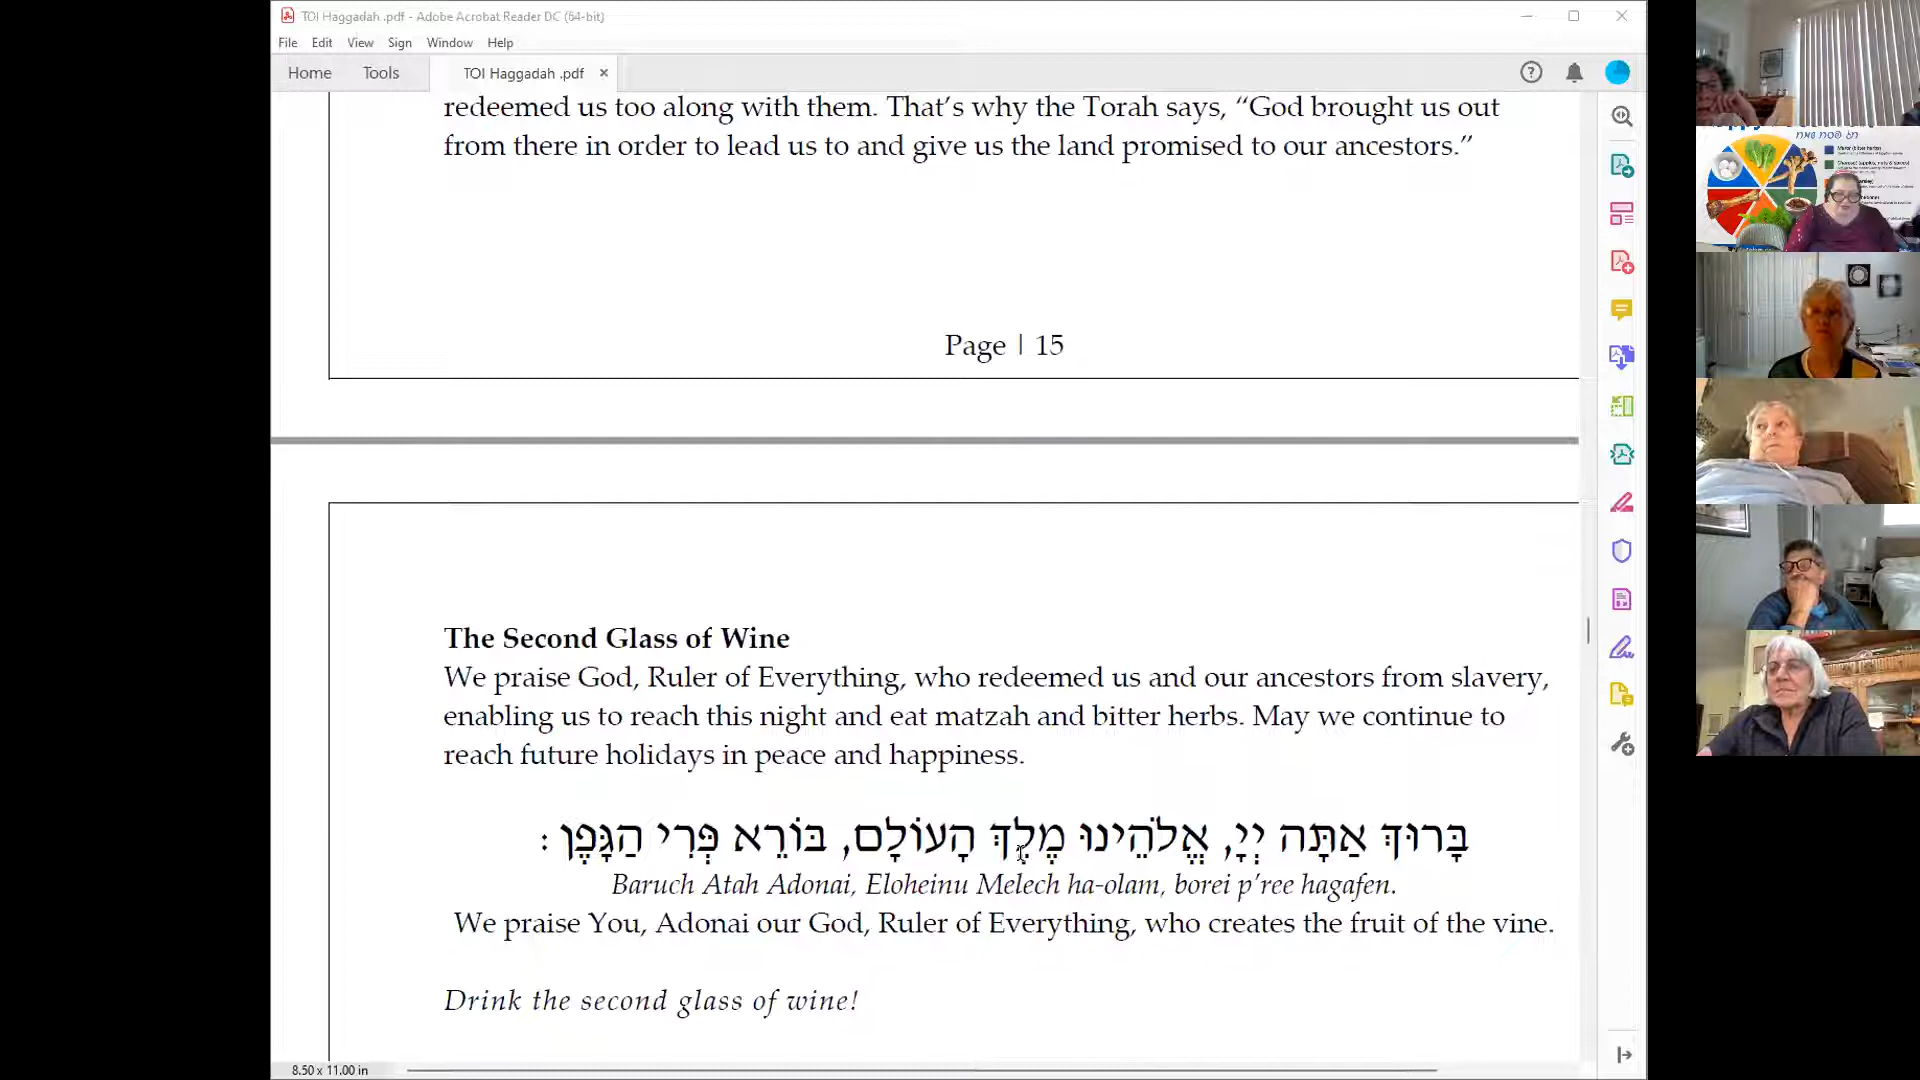 TOI Haggadah .pdf - Adobe Acrobat Reader DC (64-bit)
File Edit View Sign Window Help
Home Tools TOI Haggadah .pdf ×
redeemed us too along with them. That’s why the Torah says, “God brought us out
from there in order to lead us to and give us the land promised to our ancestors.”
Page | 15
The Second Glass of Wine
We praise God, Ruler of Everything, who redeemed us and our ancestors from slavery,
enabling us to reach this night and eat matzah and bitter herbs. May we continue to
reach future holidays in peace and happiness.
בָּרוּךְ אַתָּה יְיָ, אֱלֹהֵינוּ מֶלֶךְ הָעוֹלָם, בּוֹרֵא פְּרִי הַגָּפֶן:
Baruch Atah Adonai, Eloheinu Melech ha-olam, borei p’ree hagafen.
We praise You, Adonai our God, Ruler of Everything, who creates the fruit of the vine.
Drink the second glass of wine!
8.50 x 11.00 in
חג פסח שמח